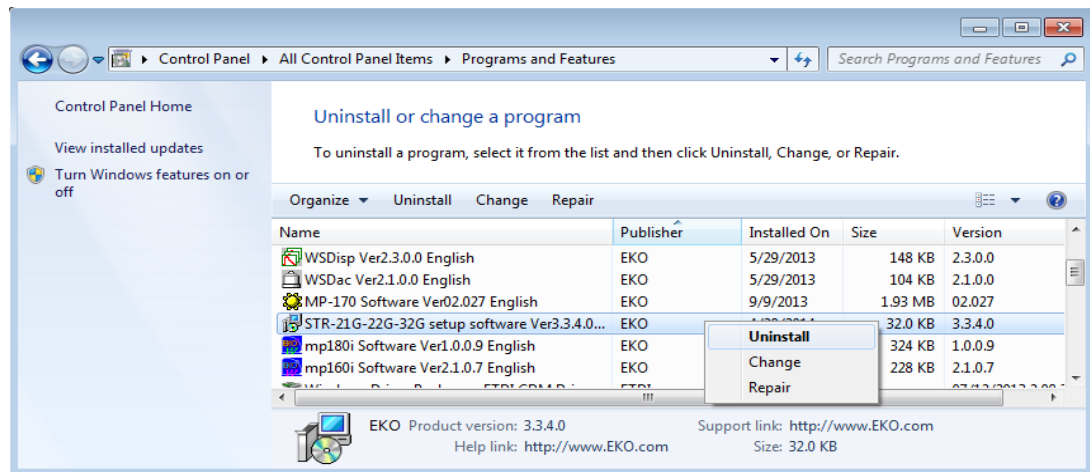 Control Panel ▸ All Control Panel Items ▸ Programs and Features
Search Programs and Features
Control Panel Home
View installed updates
Turn Windows features on or
off
Uninstall or change a program
To uninstall a program, select it from the list and then click Uninstall, Change, or Repair.
Organize Uninstall Change Repair
Name Publisher Installed On Size Version
WSDisp Ver2.3.0.0 English EKO 5/29/2013 148 KB 2.3.0.0
WSDac Ver2.1.0.0 English EKO 5/29/2013 104 KB 2.1.0.0
MP-170 Software Ver02.027 English EKO 9/9/2013 1.93 MB 02.027
STR-21G-22G-32G setup software Ver3.3.4.0... EKO 32.0 KB 3.3.4.0
mp180i Software Ver1.0.0.9 English EKO 324 KB 1.0.0.9
mp160i Software Ver2.1.0.7 English EKO 228 KB 2.1.0.7
Uninstall
Change
Repair
EKO Product version: 3.3.4.0 Support link: http://www.EKO.com
Help link: http://www.EKO.com Size: 32.0 KB